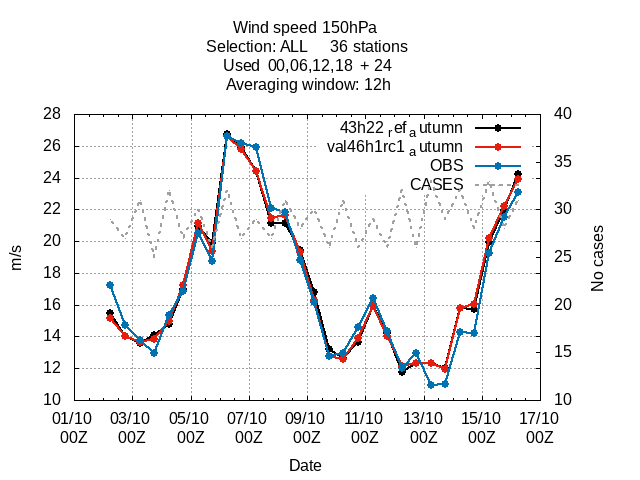 Wind speed 150hPa
Selection: ALL 36 stations
Used 00,06,12,18 + 24
Averaging window: 12h
28 40
43h22 ref autumn
26
val46h1rc1 autumn
35
OBS
24
CASES
22 30
m/s
No cases
20 25
18
16 20
14 15
12
10 10
01/10 03/10 05/10 07/10 09/10 11/10 13/10 15/10 17/10
00Z 00Z 00Z 00Z 00Z 00Z 00Z 00Z 00Z
Date